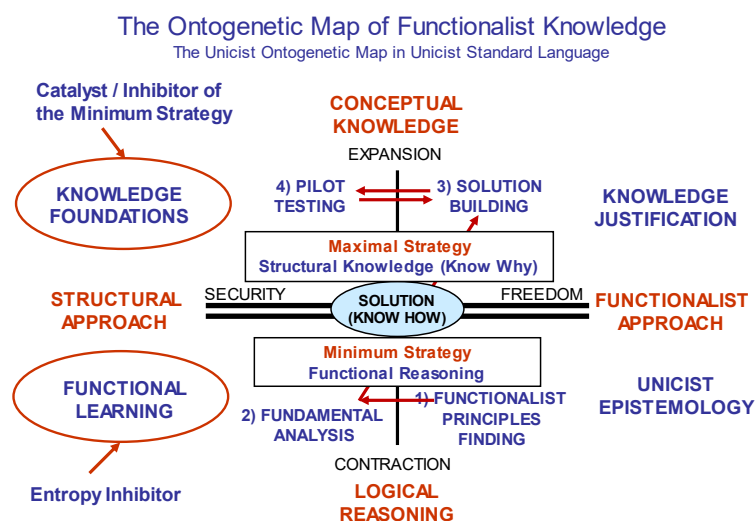 The Ontogenetic Map of Functionalist Knowledge
The Unicist Ontogenetic Map in Unicist Standard Language
Catalyst / Inhibitor of
the Minimum Strategy
CONCEPTUAL
KNOWLEDGE
EXPANSION
KNOWLEDGE
FOUNDATIONS
4) PILOT
TESTING
3) SOLUTION
BUILDING
KNOWLEDGE
JUSTIFICATION
Maximal Strategy
Structural Knowledge (Know Why)
STRUCTURAL
APPROACH
SECURITY
SOLUTION
(KNOW HOW)
FREEDOM
FUNCTIONALIST
APPROACH
Minimum Strategy
Functional Reasoning
FUNCTIONAL
LEARNING
2) FUNDAMENTAL
ANALYSIS
1) FUNCTIONALIST
PRINCIPLES
FINDING
UNICIST
EPISTEMOLOGY
CONTRACTION
Entropy Inhibitor
LOGICAL
REASONING